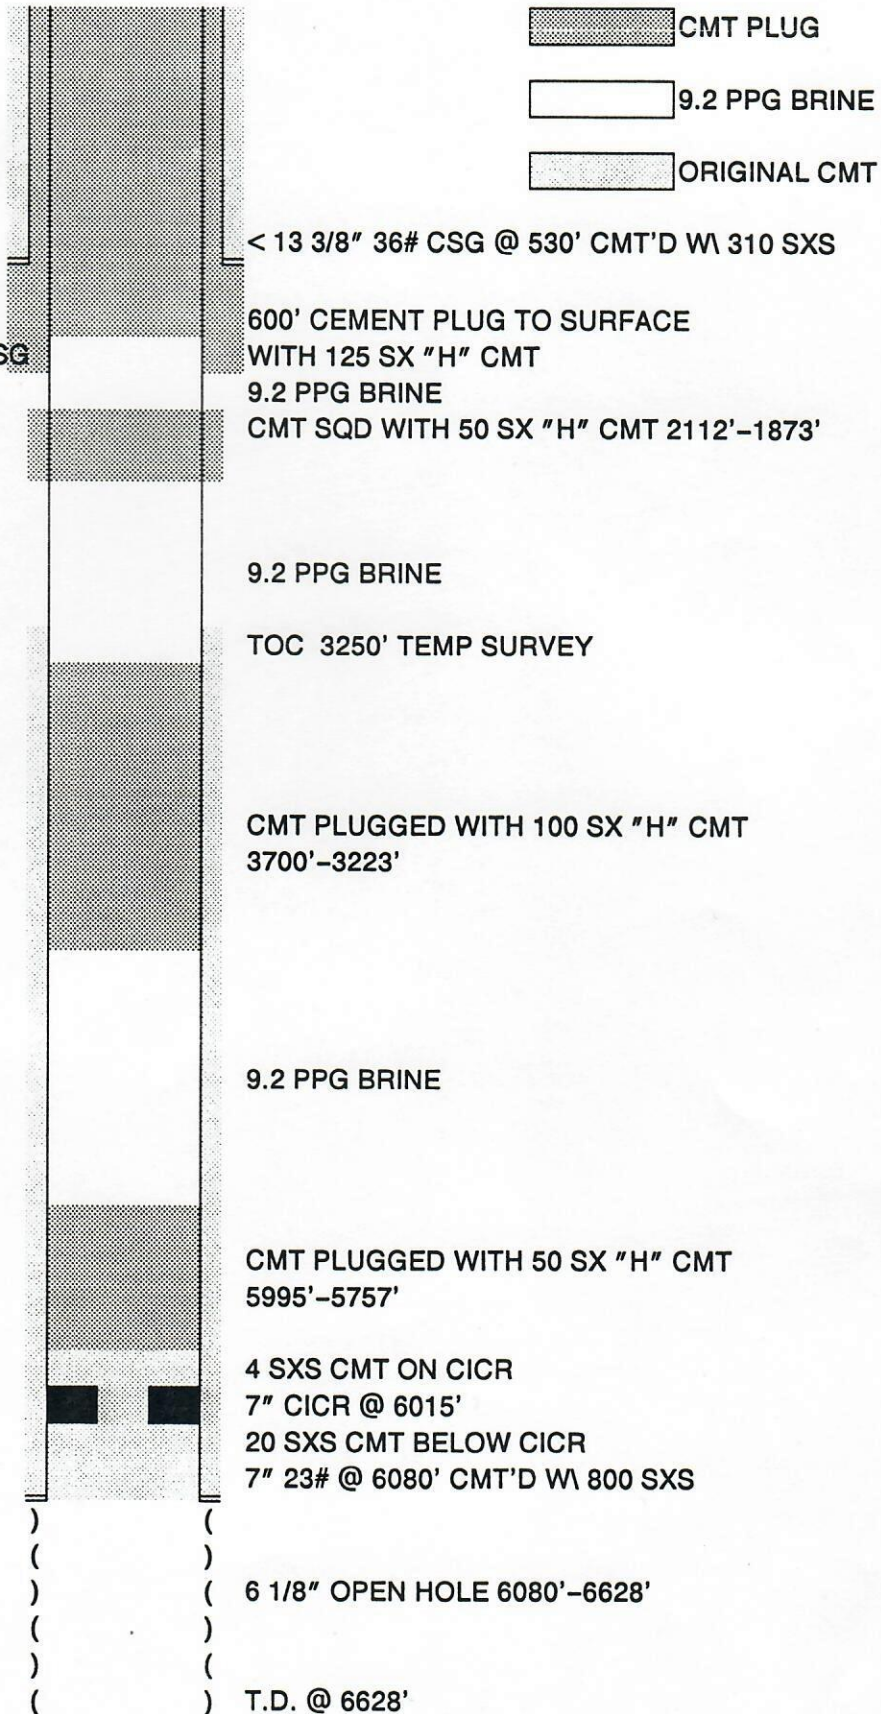 CMT PLUG
9.2 PPG BRINE
ORIGINAL CMT
< 13 3/8" 36# CSG @ 530' CMT'D W\ 310 SXS
600' CEMENT PLUG TO SURFACE
SG
WITH 125 SX "H" CMT
9.2 PPG BRINE
CMT SQD WITH 50 SX "H" CMT 2112'-1873'
9.2 PPG BRINE
TOC 3250' TEMP SURVEY
CMT PLUGGED WITH 100 SX "H" CMT
3700'-3223'
9.2 PPG BRINE
CMT PLUGGED WITH 50 SX "H" CMT
5995'-5757'
4 SXS CMT ON CICR
7" CICR @ 6015'
20 SXS CMT BELOW CICR
7" 23# @ 6080' CMT'D W\ 800 SXS
6 1/8" OPEN HOLE 6080'-6628'
T.D. @ 6628'